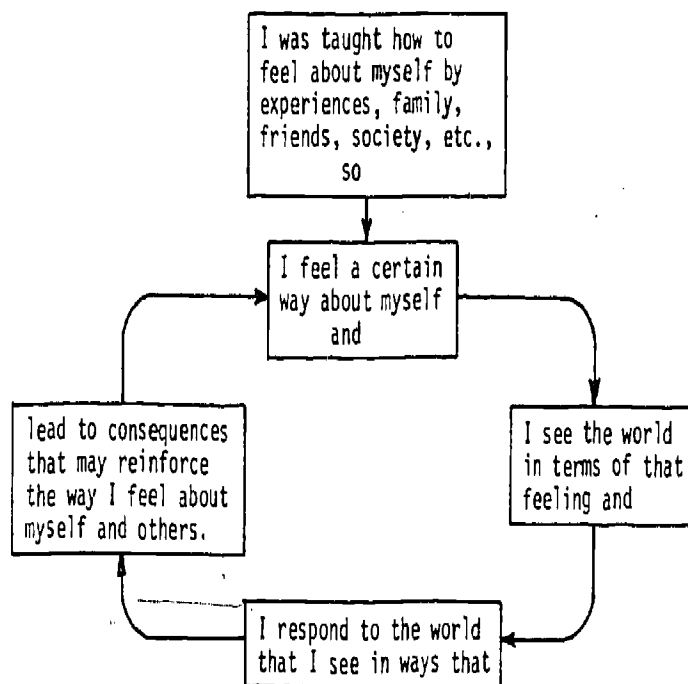 I was taught how to
feel about myself by
experiences, family,
friends, society, etc.,
so
I feel a certain
way about myself
and
I see the world
in terms of that
feeling and
I respond to the world
that I see in ways that
lead to consequences
that may reinforce
the way I feel about
myself and others.